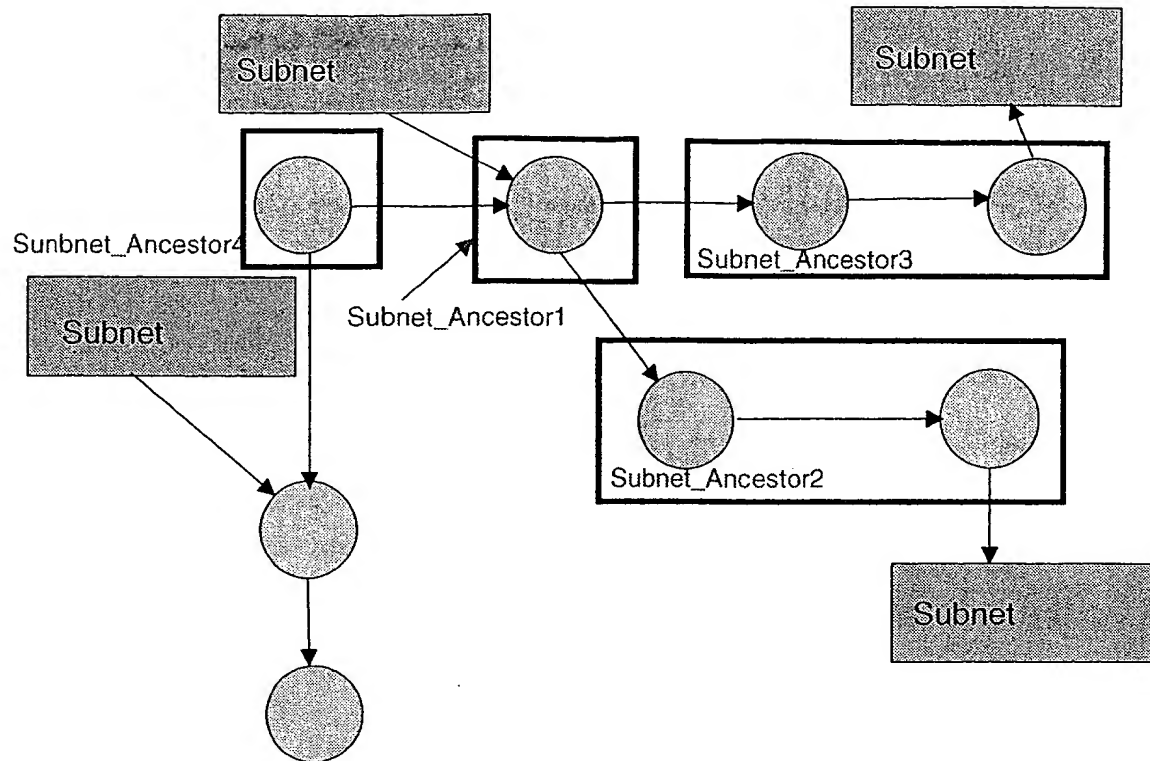 Subnet
Subnet
Sunbnet_Ancestor4
Subnet_Ancestor3
Subnet_Ancestor1
Subnet
Subnet_Ancestor2
Subnet